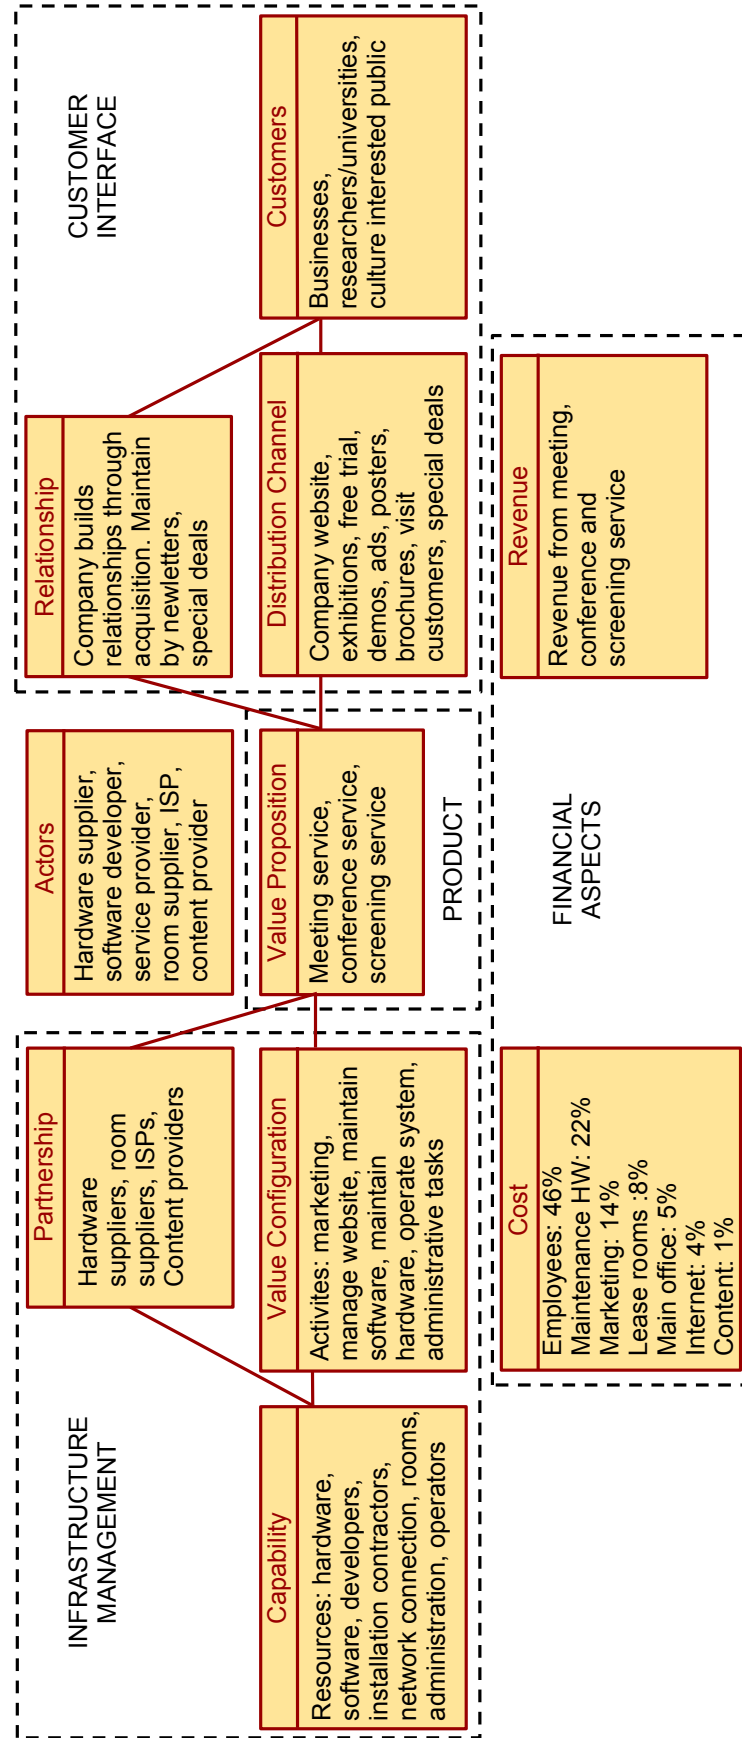 INFRASTRUCTURE
MANAGEMENT
Partnership
Hardware
suppliers, room
suppliers, ISPs,
Content providers
Actors
Hardware supplier,
software developer,
service provider,
room supplier, ISP,
content provider
Relationship
Company builds
relationships through
acquisition. Maintain
by newletters,
special deals
CUSTOMER
INTERFACE
Capability
Resources: hardware,
software, developers,
installation contractors,
network connection, rooms,
administration, operators
Value Configuration
Activites: marketing,
manage website, maintain
software, maintain
hardware, operate system,
administrative tasks
Value Proposition
Meeting service,
conference service,
screening service
PRODUCT
Distribution Channel
Company website,
exhibitions, free trial,
demos, ads, posters,
brochures, visit
customers, special deals
Customers
Businesses,
researchers/universities,
culture interested public
Cost
Employees: 46%
Maintenance HW: 22%
Marketing: 14%
Lease rooms :8%
Main office: 5%
Internet: 4%
Content: 1%
FINANCIAL
ASPECTS
Revenue
Revenue from meeting,
conference and
screening service